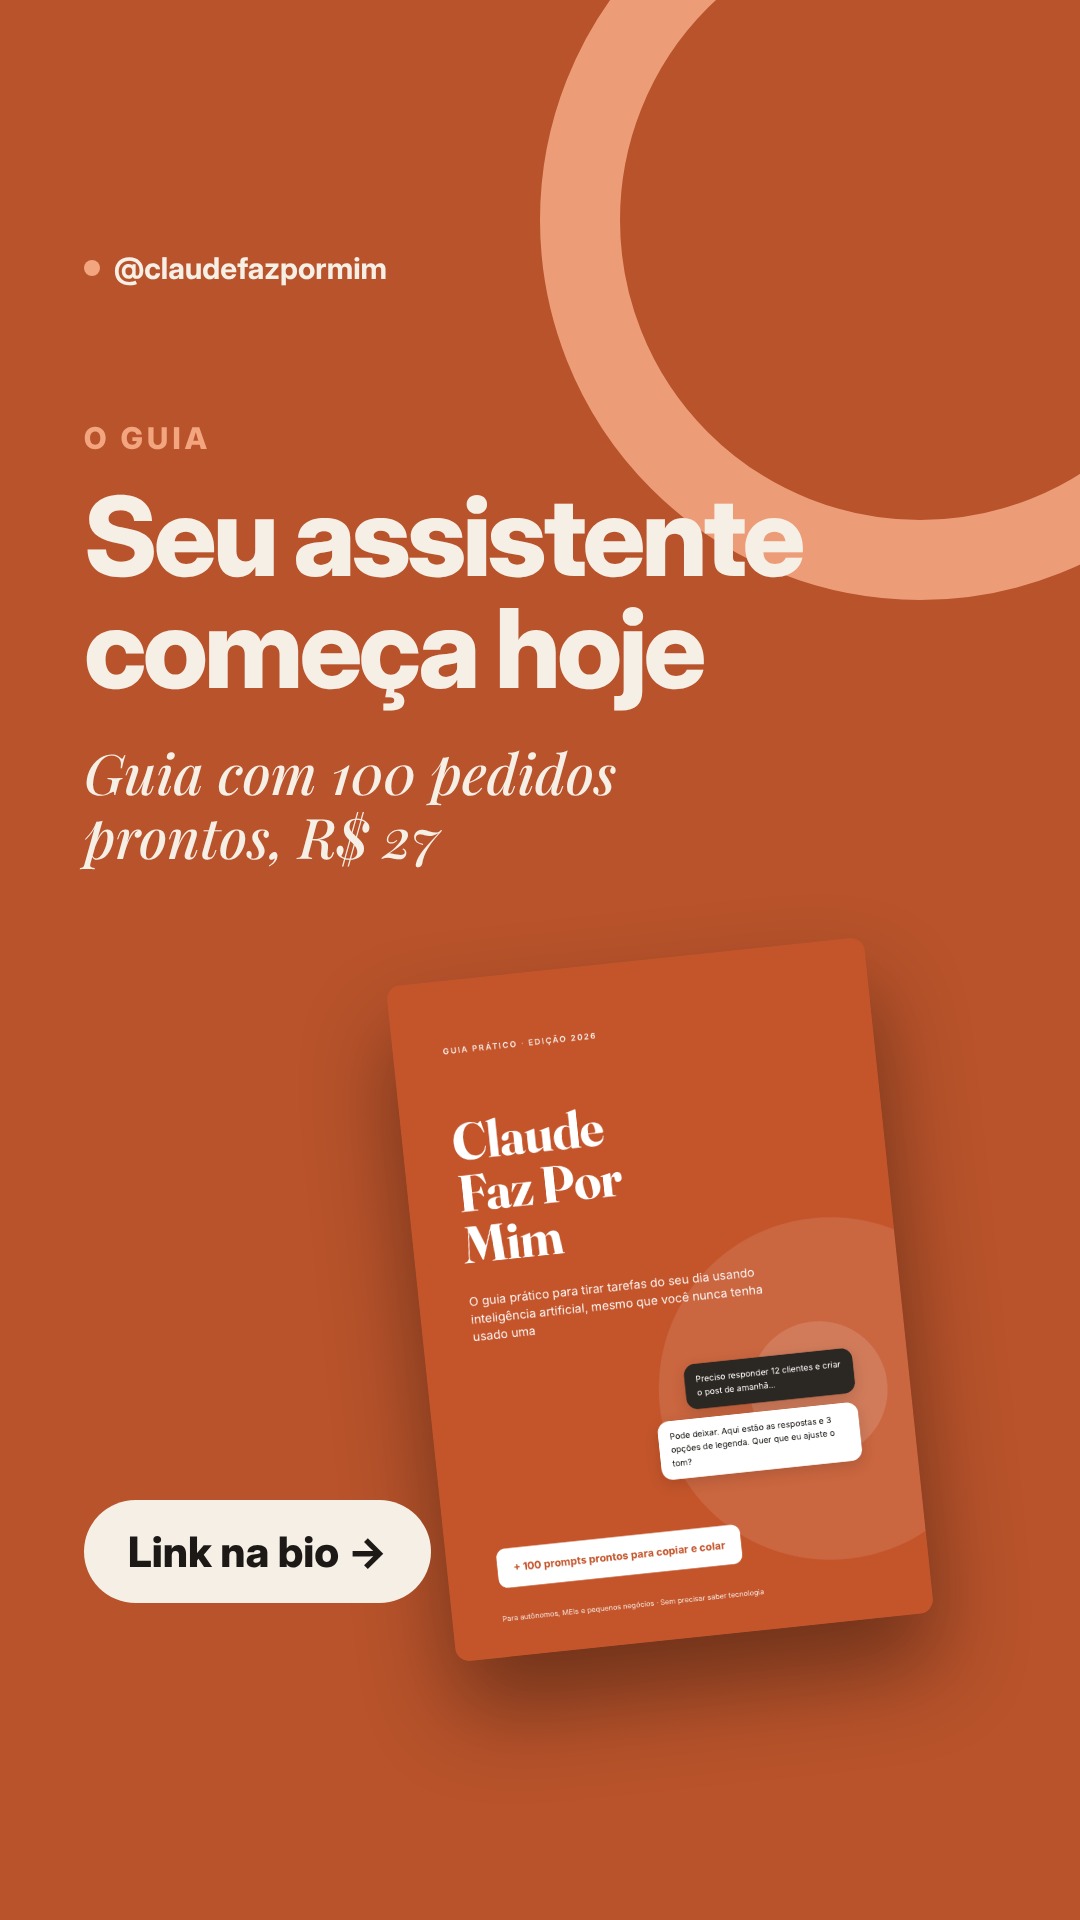 @claudefazpormim
O GUIA
Seu assistente
começa hoje
Guia com 100 pedidos
prontos, R$ 27
GUIA PRÁTICO · EDIÇÃO 2026
Claude
Faz Por
Mim
O guia prático para tirar tarefas do seu dia usando
inteligência artificial, mesmo que você nunca tenha
usado uma
Preciso responder 12 clientes e criar
o post de amanhã...
Pode deixar. Aqui estão as respostas e 3
opções de legenda. Quer que eu ajuste o
tom?
+ 100 prompts prontos para copiar e colar
Para autônomos, MEIs e pequenos negócios · Sem precisar saber tecnologia
Link na bio →